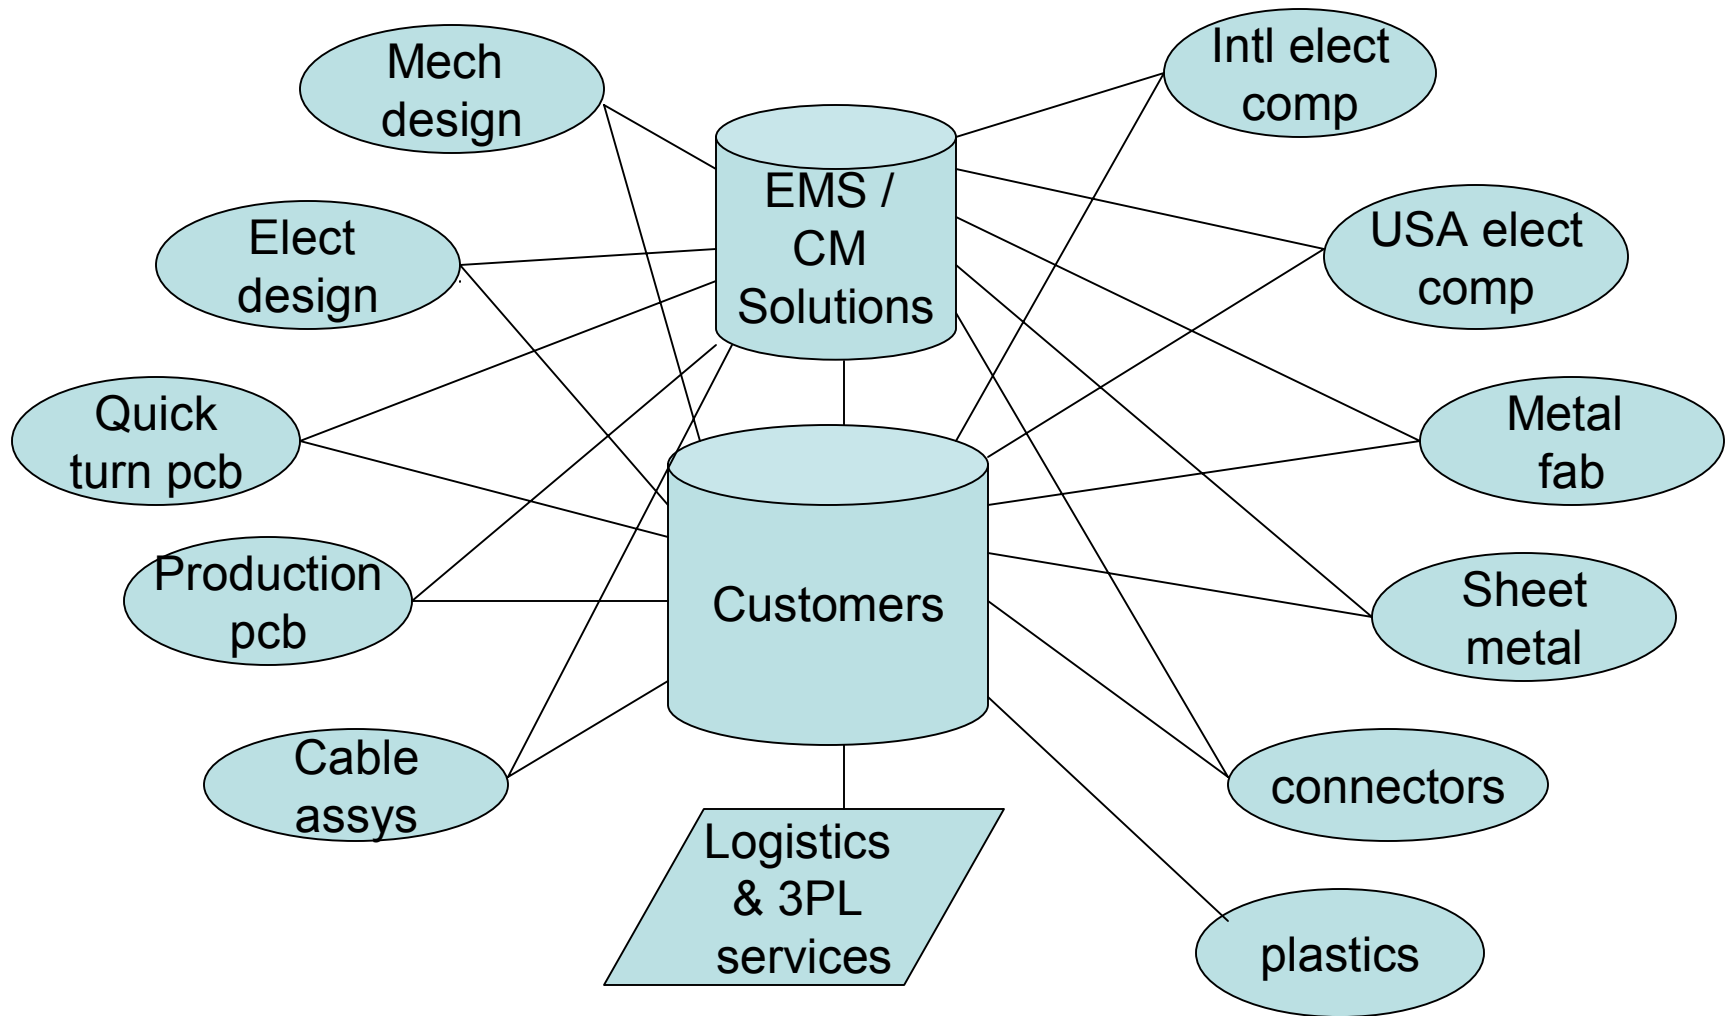 Mech
design
Intl elect
comp
EMS /
CM
Solutions
Elect
design
USA elect
comp
Quick
turn pcb
Metal
fab
Production
pcb
Customers
Sheet
metal
Cable
assys
connectors
Logistics
& 3PL
services
plastics